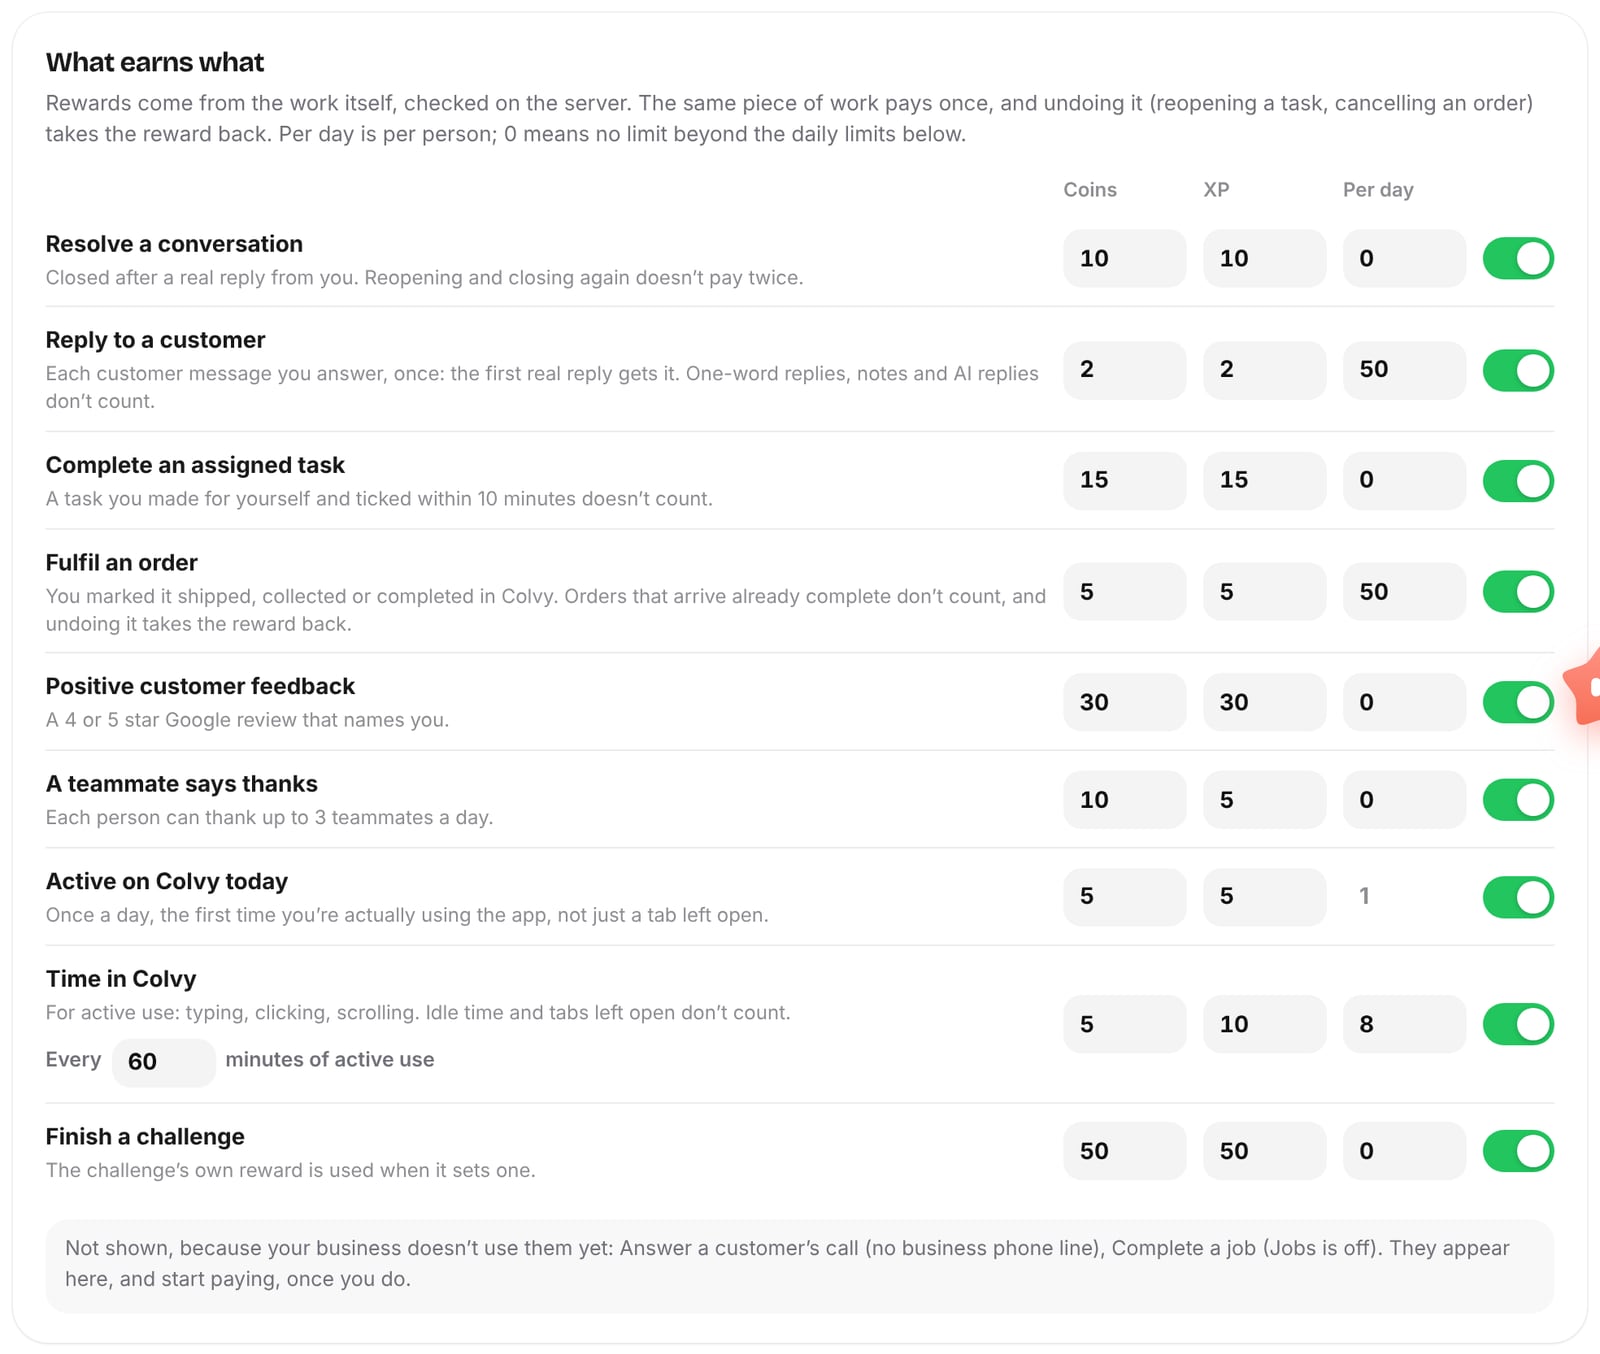 What earns what
Rewards come from the work itself, checked on the server. The same piece of work pays once, and undoing it (reopening a task, cancelling an order)
takes the reward back. Per day is per person; 0 means no limit beyond the daily limits below.
Coins XP Per day
Resolve a conversation
Closed after a real reply from you. Reopening and closing again doesn’t pay twice.
10 10 0
Reply to a customer
Each customer message you answer, once: the first real reply gets it. One-word replies, notes and AI replies
don’t count.
2 2 50
Complete an assigned task
A task you made for yourself and ticked within 10 minutes doesn’t count.
15 15 0
Fulfil an order
You marked it shipped, collected or completed in Colvy. Orders that arrive already complete don’t count, and
undoing it takes the reward back.
5 5 50
Positive customer feedback
A 4 or 5 star Google review that names you.
30 30 0
A teammate says thanks
Each person can thank up to 3 teammates a day.
10 5 0
Active on Colvy today
Once a day, the first time you’re actually using the app, not just a tab left open.
5 5 1
Time in Colvy
For active use: typing, clicking, scrolling. Idle time and tabs left open don’t count.
Every 60 minutes of active use
5 10 8
Finish a challenge
The challenge’s own reward is used when it sets one.
50 50 0
Not shown, because your business doesn’t use them yet: Answer a customer’s call (no business phone line), Complete a job (Jobs is off). They appear
here, and start paying, once you do.